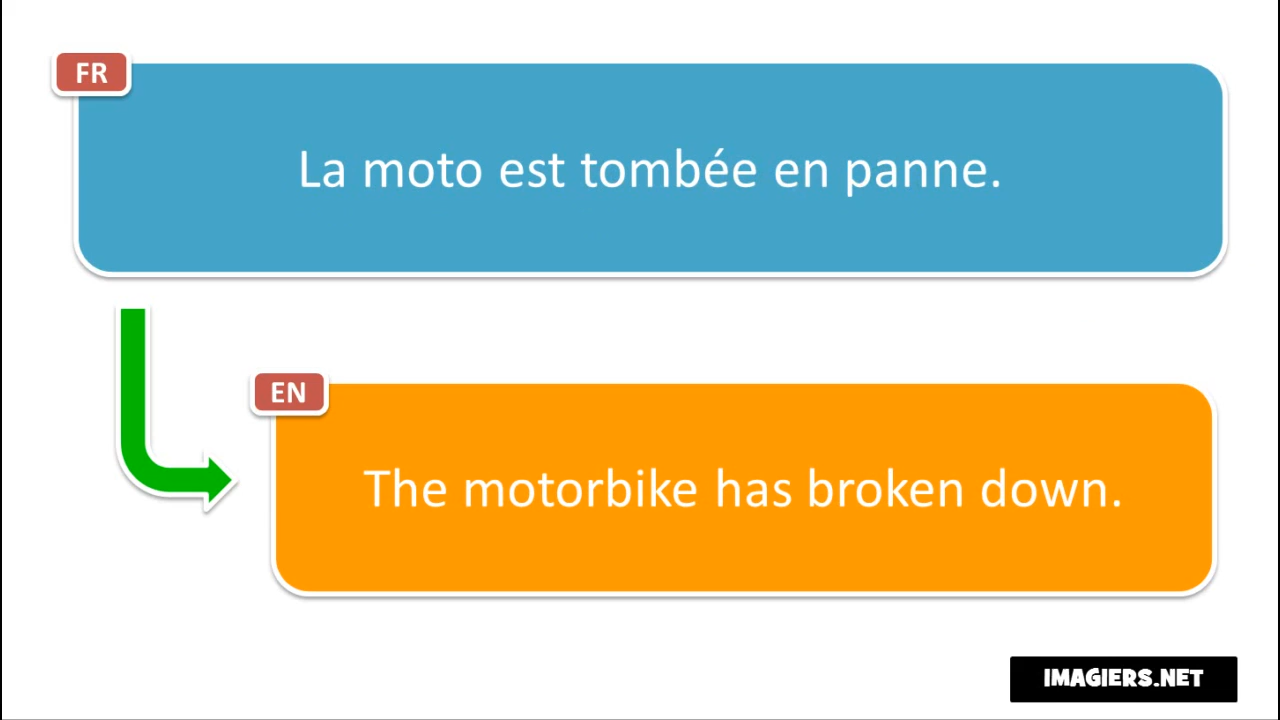 FR
La moto est tombée en panne.
EN
The motorbike has broken down.
IMAGIERS.NET